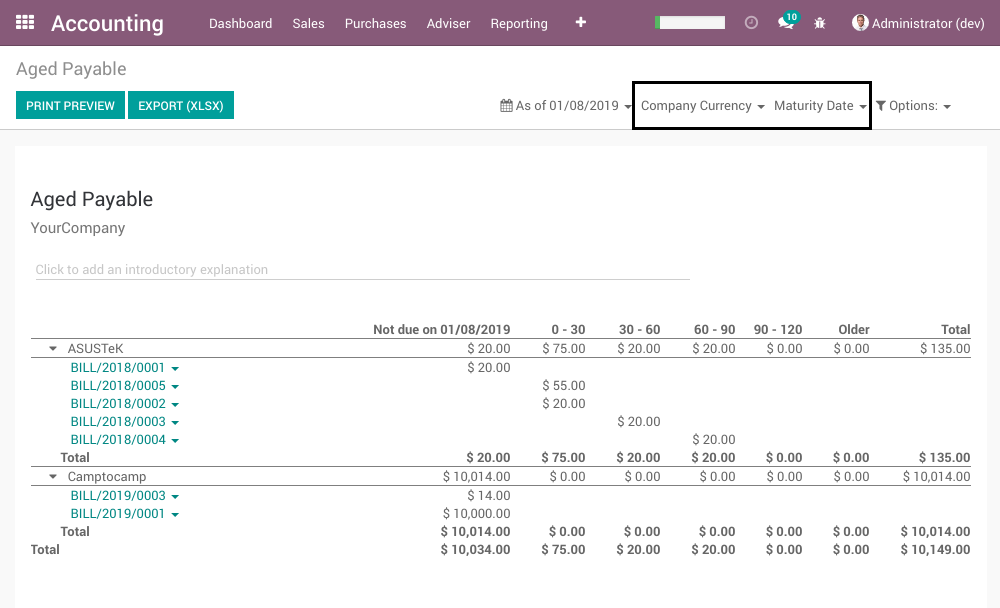 Accounting Dashboard Sales Purchases Adviser Reporting + 10 Administrator (dev)
Aged Payable
PRINT PREVIEW EXPORT (XLSX) As of 01/08/2019 Company Currency Maturity Date Options:
Aged Payable
YourCompany
Click to add an introductory explanation
Not due on 01/08/2019 0 - 30 30 - 60 60 - 90 90 - 120 Older Total
ASUSTeK $ 20.00 $ 75.00 $ 20.00 $ 20.00 $ 0.00 $ 0.00 $ 135.00
BILL/2018/0001 $ 20.00
BILL/2018/0005 $ 55.00
BILL/2018/0002 $ 20.00
BILL/2018/0003 $ 20.00
BILL/2018/0004 $ 20.00
Total $ 20.00 $ 75.00 $ 20.00 $ 20.00 $ 0.00 $ 0.00 $ 135.00
Camptocamp $ 10,014.00 $ 0.00 $ 0.00 $ 0.00 $ 0.00 $ 0.00 $ 10,014.00
BILL/2019/0003 $ 14.00
BILL/2019/0001 $ 10,000.00
Total $ 10,014.00 $ 0.00 $ 0.00 $ 0.00 $ 0.00 $ 0.00 $ 10,014.00
Total $ 10,034.00 $ 75.00 $ 20.00 $ 20.00 $ 0.00 $ 0.00 $ 10,149.00